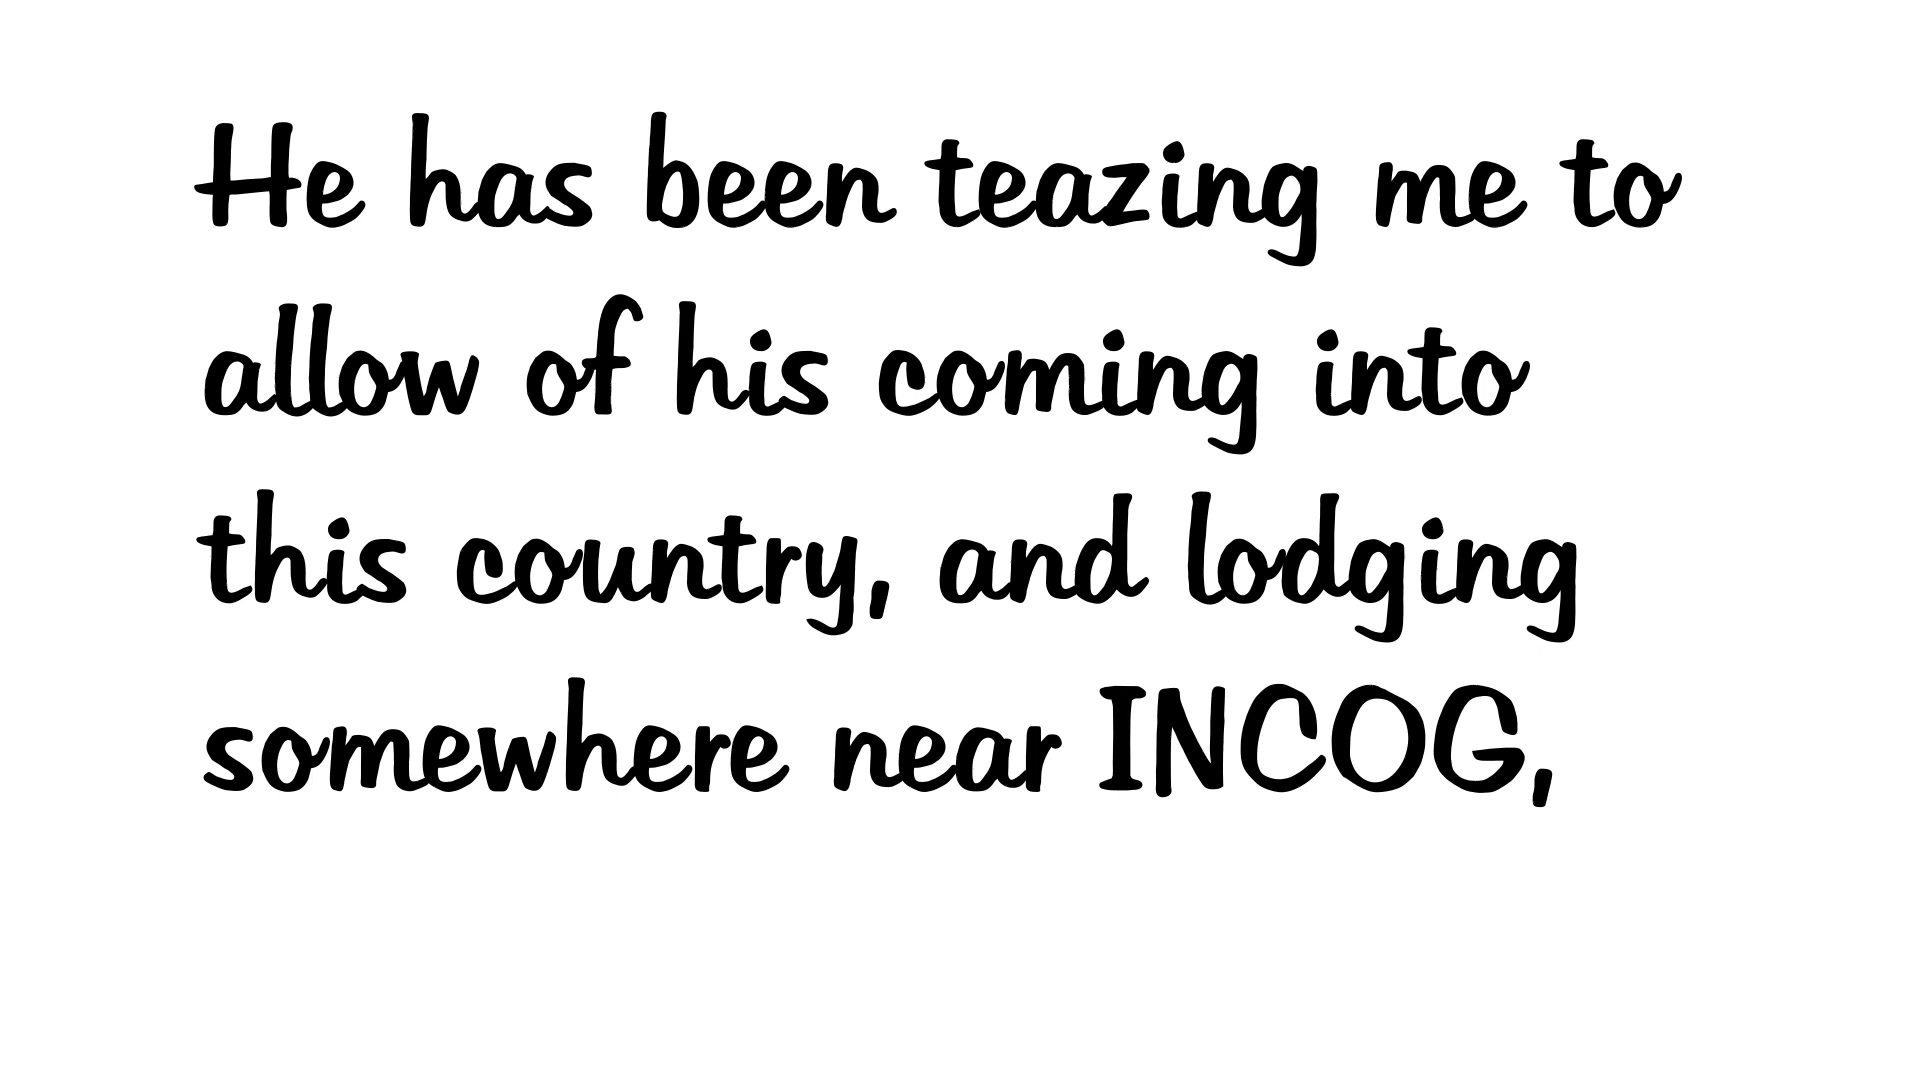 He has been teazing me to
allow of his coming into
this country, and lodging
somewhere near INCOG,